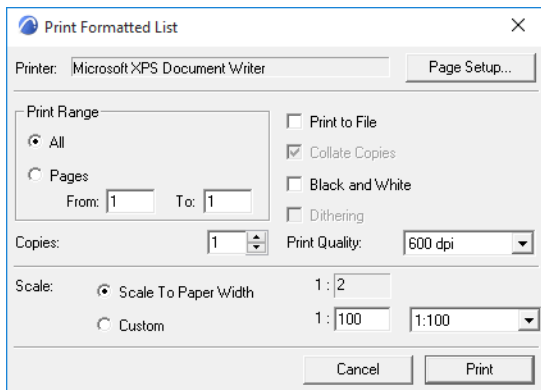 Print Formatted List
Printer: Microsoft XPS Document Writer Page Setup...
Print Range
All
Pages
From: 1 To: 1
Print to File
Collate Copies
Black and White
Dithering
Copies: 1 Print Quality: 600 dpi
Scale: Scale To Paper Width 1 : 2
Custom 1 : 100 1:100
Cancel Print